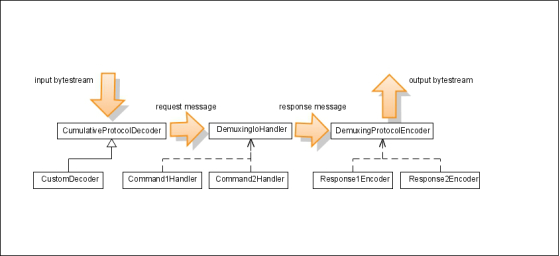 input bytestream
output bytestream
request message
response message
CumulativeProtocolDecoder
DemuxingIoHandler
DemuxingProtocolEncoder
CustomDecoder
Command1Handler
Command2Handler
Response1Encoder
Response2Encoder